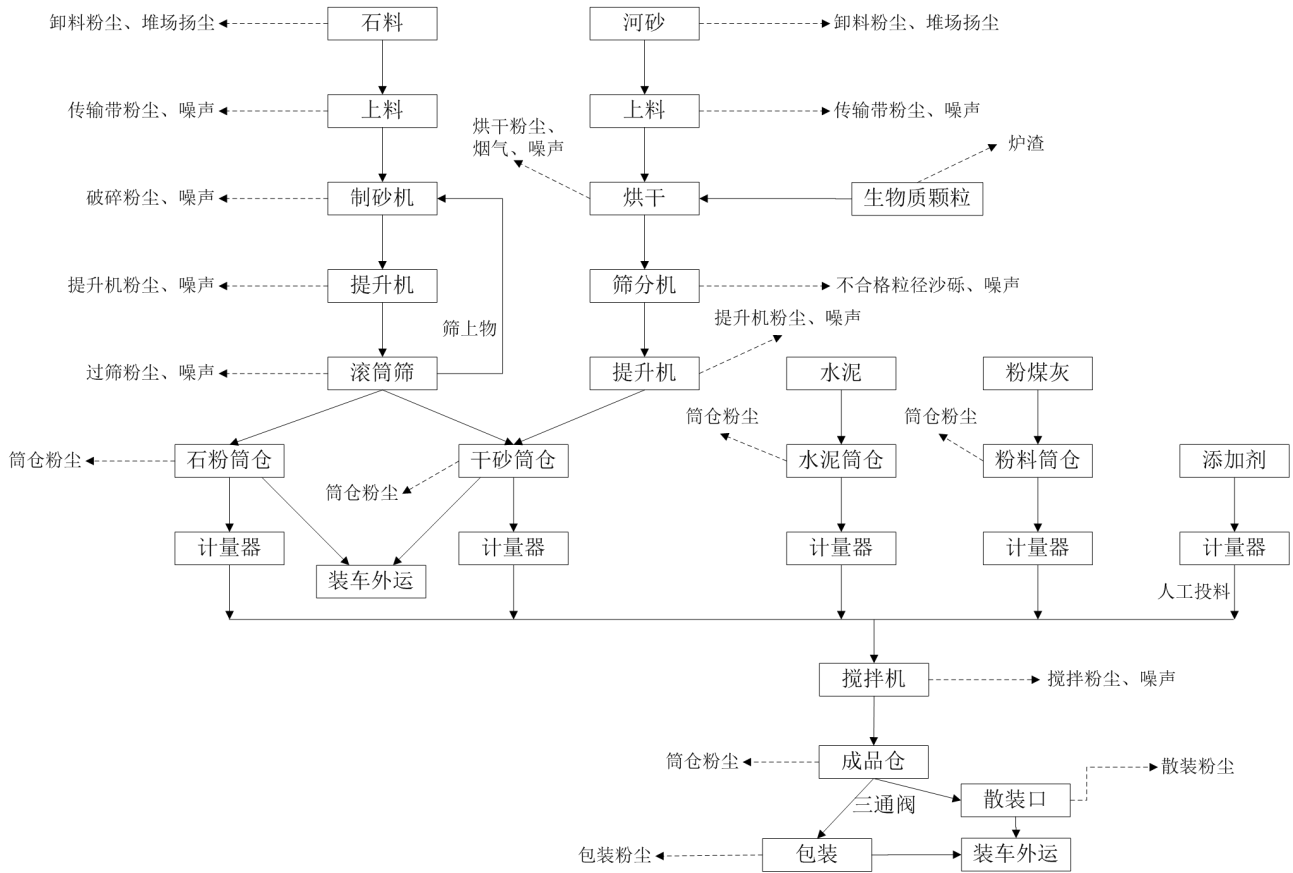 卸料粉尘、堆场扬尘
石料
河砂
卸料粉尘、堆场扬尘
传输带粉尘、噪声
上料
上料
传输带粉尘、噪声
烘干粉尘、
烟气、噪声
炉渣
破碎粉尘、噪声
制砂机
烘干
生物质颗粒
提升机粉尘、噪声
提升机
筛分机
不合格粒径沙砾、噪声
筛上物
提升机粉尘、噪声
过筛粉尘、噪声
滚筒筛
提升机
水泥
粉煤灰
筒仓粉尘
筒仓粉尘
筒仓粉尘
石粉筒仓
干砂筒仓
水泥筒仓
粉料筒仓
添加剂
筒仓粉尘
计量器
计量器
计量器
计量器
计量器
装车外运
人工投料
搅拌机
搅拌粉尘、噪声
筒仓粉尘
成品仓
散装粉尘
三通阀
散装口
包装粉尘
包装
装车外运